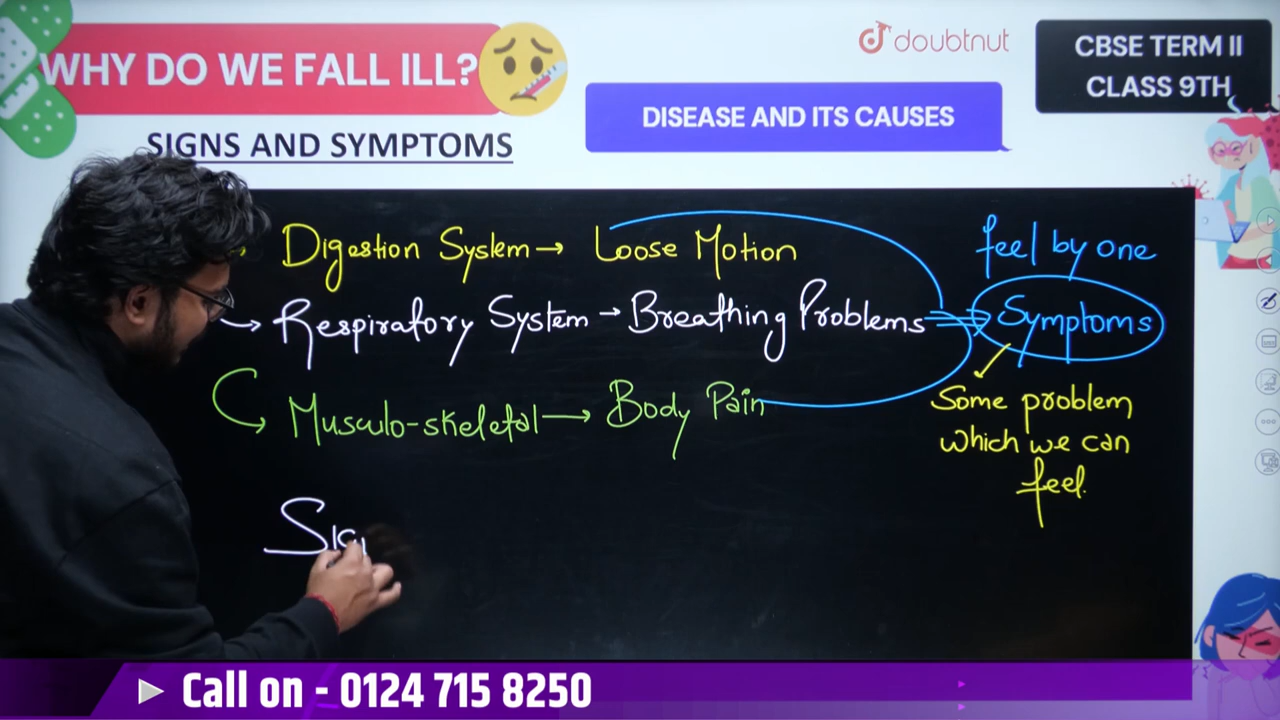 WHY DO WE FALL ILL?
doubtnut
CBSE TERM II
CLASS 9TH
DISEASE AND ITS CAUSES
SIGNS AND SYMPTOMS
Digestion System → Loose Motion
feel by one
→ Respiratory System → Breathing Problems
Symptoms
Musculo-skeletal → Body Pain
Some problem
which we can
feel.
Call on - 0124 715 8250